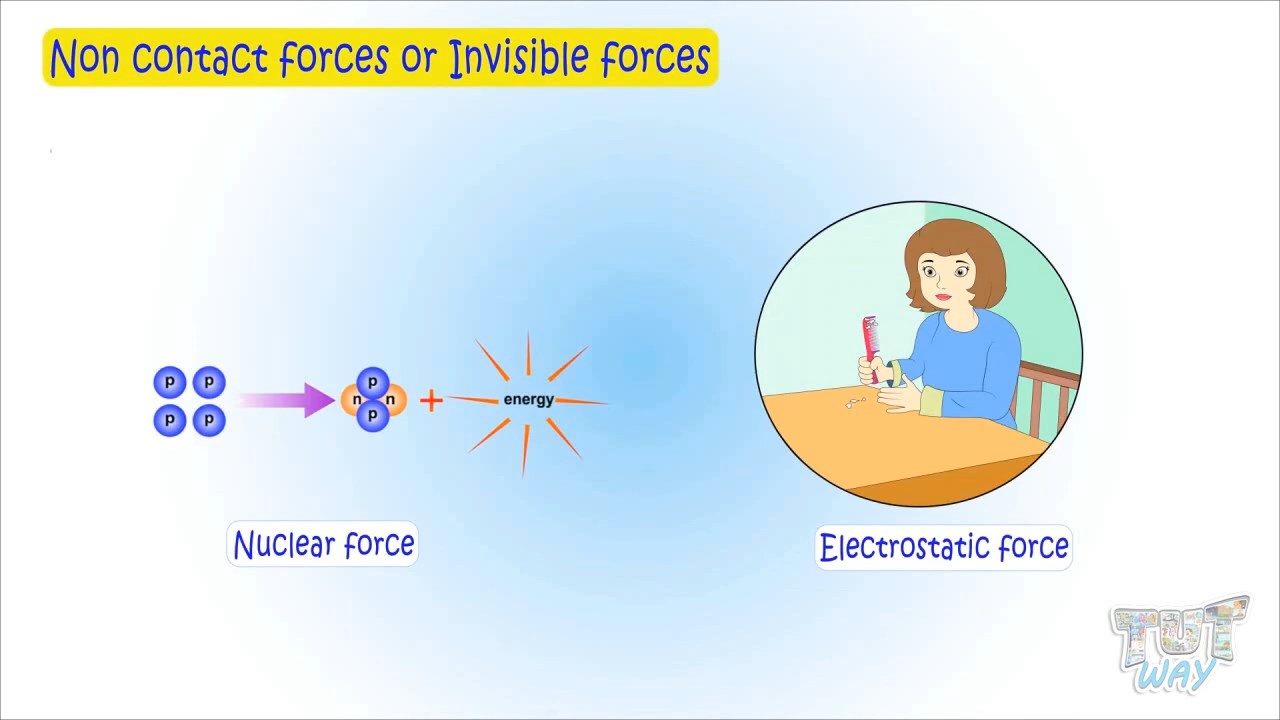 Non contact forces or Invisible forces
p p
p p
p
n n
p
+
energy
Nuclear force
Electrostatic force
TUT
WAY